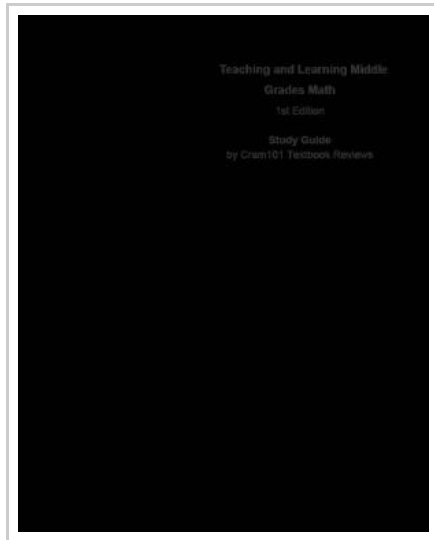 Teaching and Learning Middle
Grades Math
1st Edition
Study Guide
by Cram101 Textbook Reviews